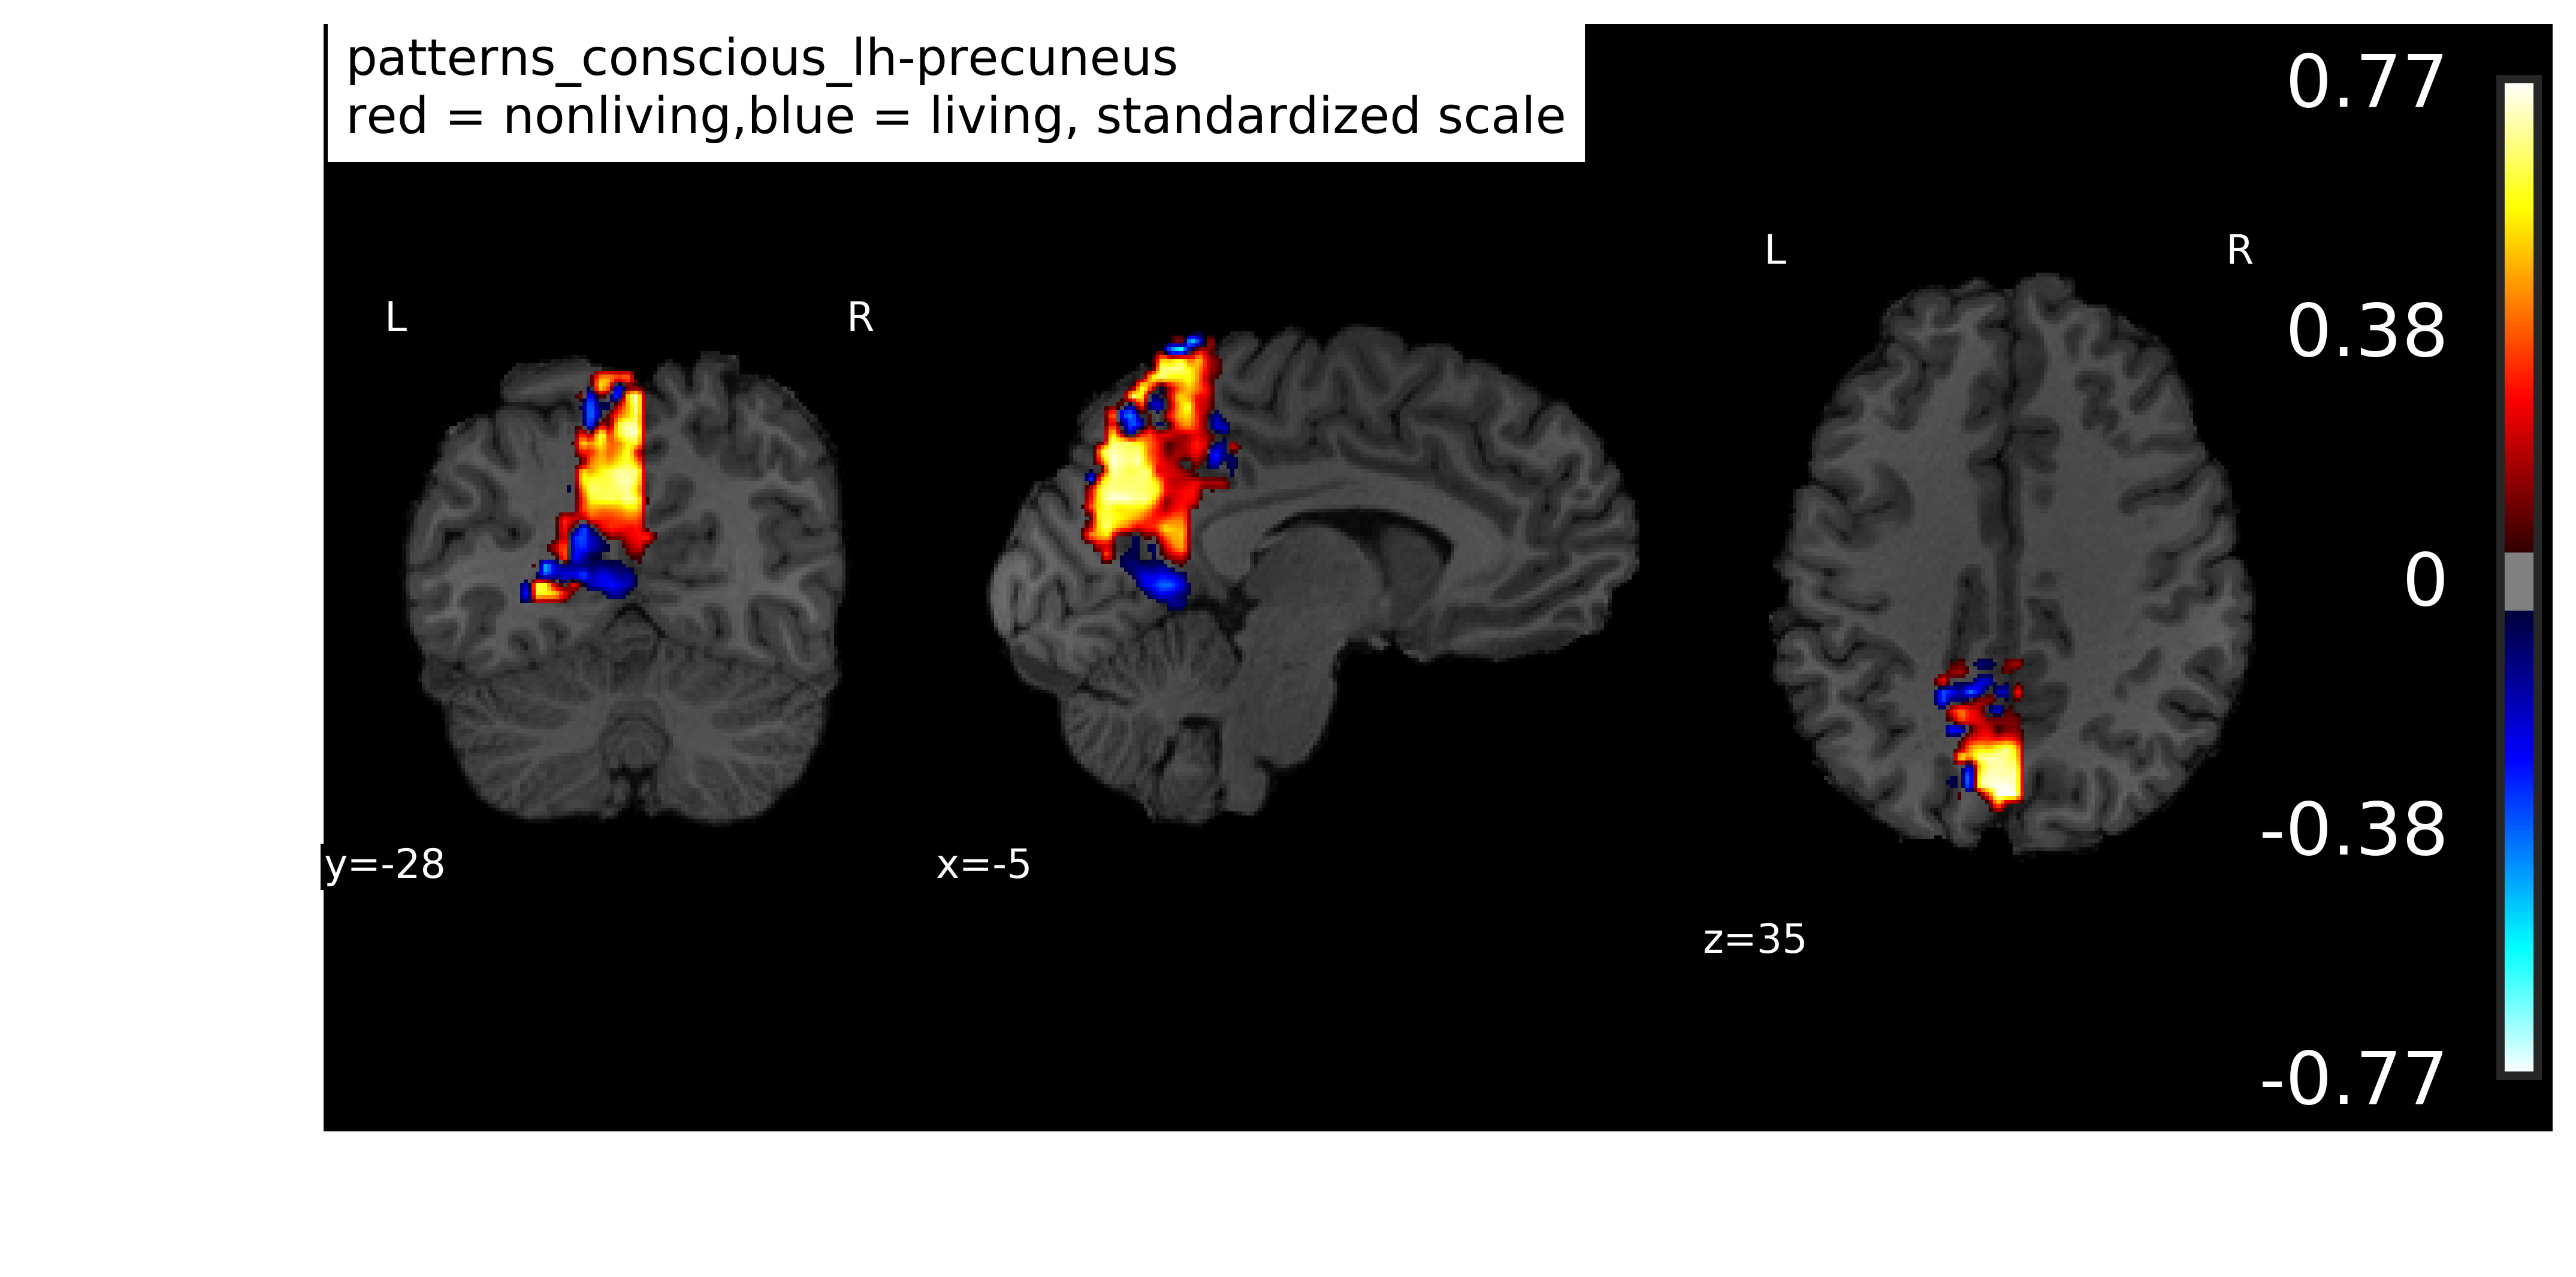 patterns_conscious_lh-precuneus
red = nonliving,blue = living, standardized scale
L R
L R
y=-28
x=-5
z=35
0.77
0.38
0
-0.38
-0.77